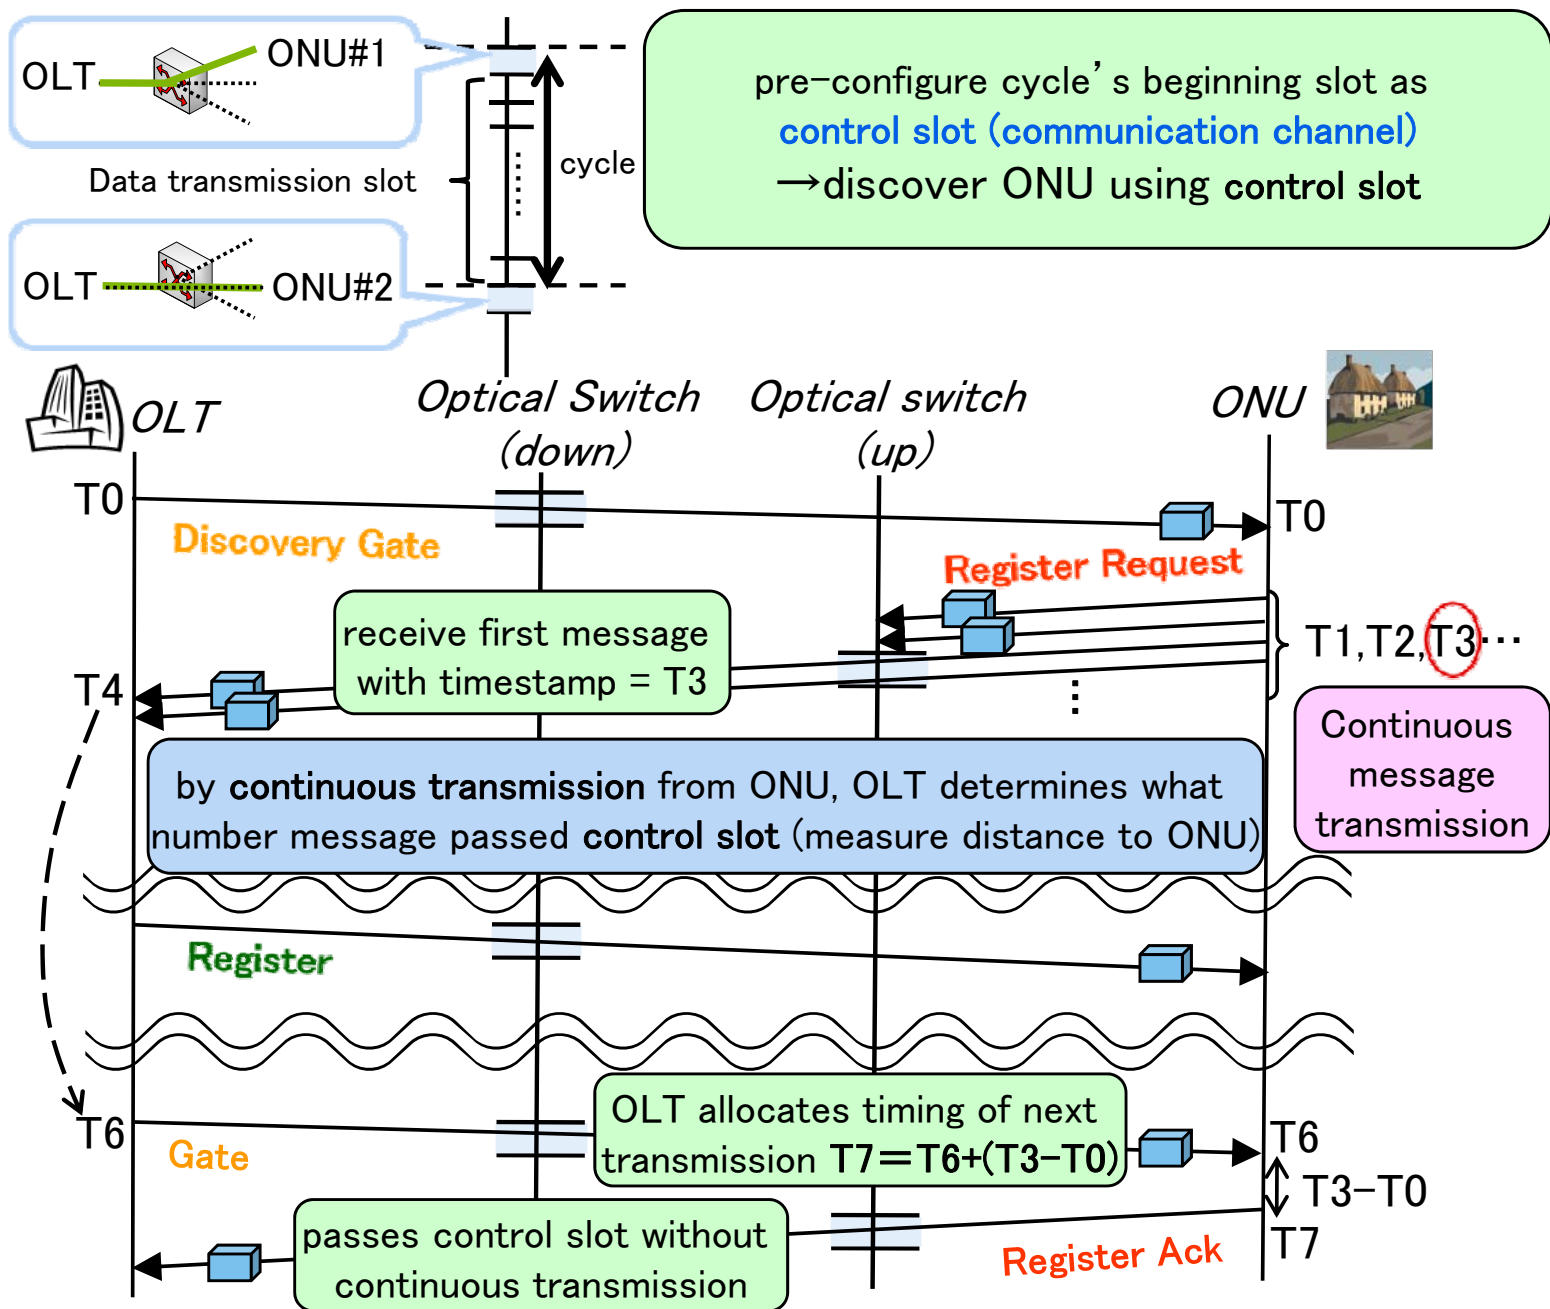 OLT
ONU#1
Data transmission slot
cycle
OLT
ONU#2
pre-configure cycle's beginning slot as
control slot (communication channel)
→discover ONU using control slot
OLT
Optical Switch
(down)
Optical switch
(up)
ONU
T0
T0
Discovery Gate
Register Request
receive first message
with timestamp = T3
T1,T2,T3…
T4
Continuous
message
transmission
by continuous transmission from ONU, OLT determines what
number message passed control slot (measure distance to ONU)
Register
T6
Gate
OLT allocates timing of next
transmission T7=T6+(T3-T0)
T6
T3-T0
T7
passes control slot without
continuous transmission
Register Ack